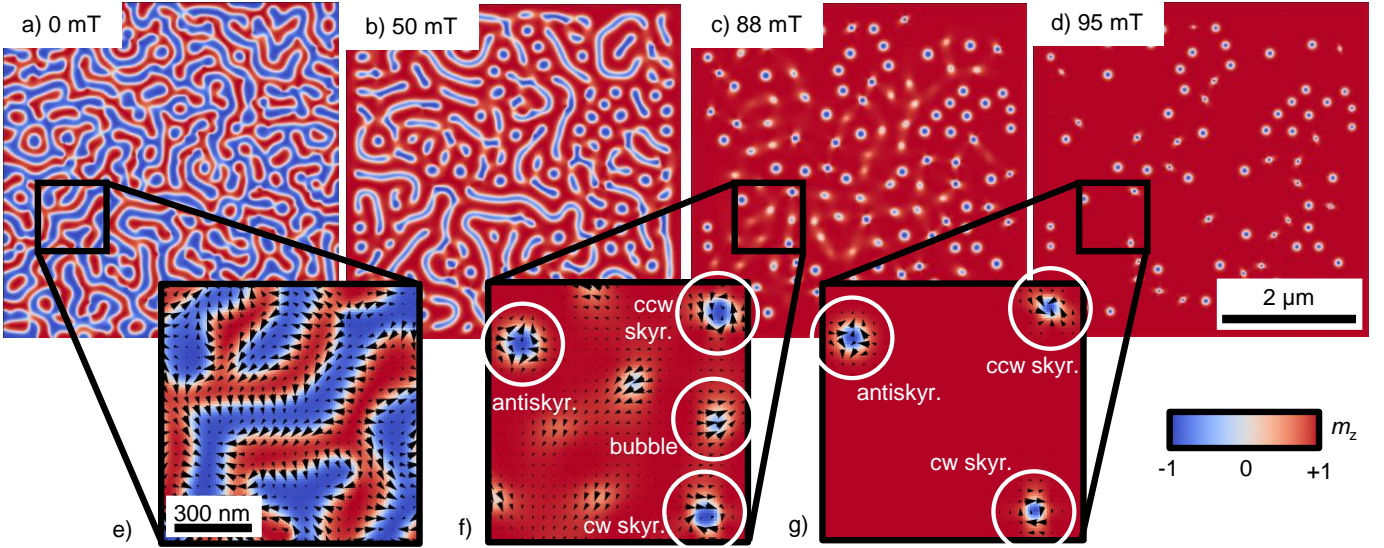 a) 0 mT
b) 50 mT
c) 88 mT
d) 95 mT
2 µm
ccw
skyr.
antiskyr.
bubble
cw skyr.
ccw skyr.
antiskyr.
cw skyr.
300 nm
e)
f)
g)
mz
-1
0
+1